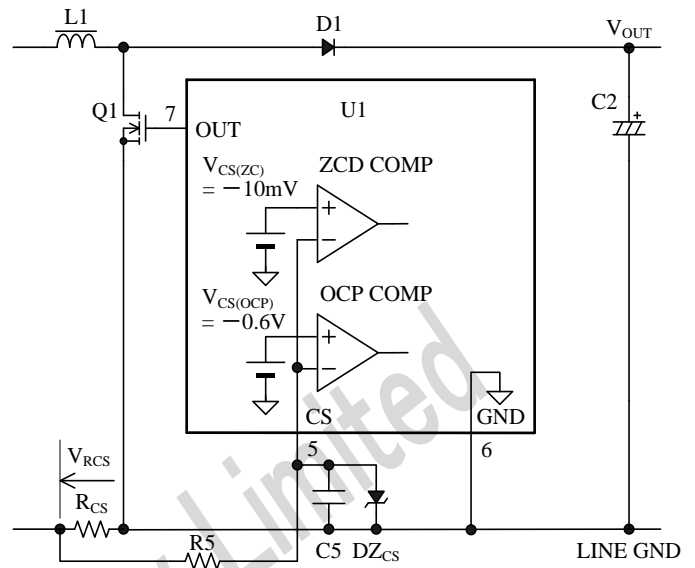 L1
D1
VOUT
Q1
7
OUT
U1
C2
+
VCS(ZC)
= －10mV
ZCD COMP
+
－
VCS(OCP)
= －0.6V
OCP COMP
+
－
CS
GND
5
6
VRCS
RCS
R5
C5
DZCS
LINE GND
Limited